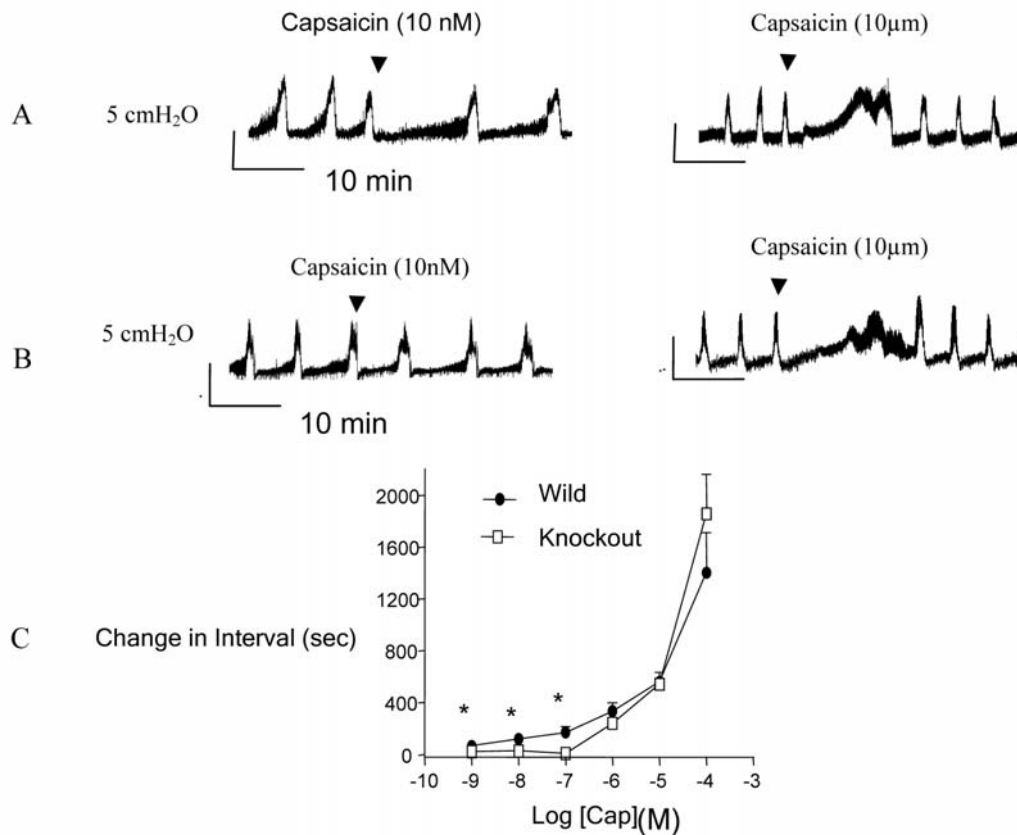 Capsaicin (10 nM)
Capsaicin (10µm)
A
5 cmH₂O
10 min
Capsaicin (10nM)
Capsaicin (10µm)
B
5 cmH₂O
10 min
2000
Wild
1600
Knockout
1200
C
Change in Interval (sec)
800
400
* * *
0
-10 -9 -8 -7 -6 -5 -4 -3
Log [Cap](M)